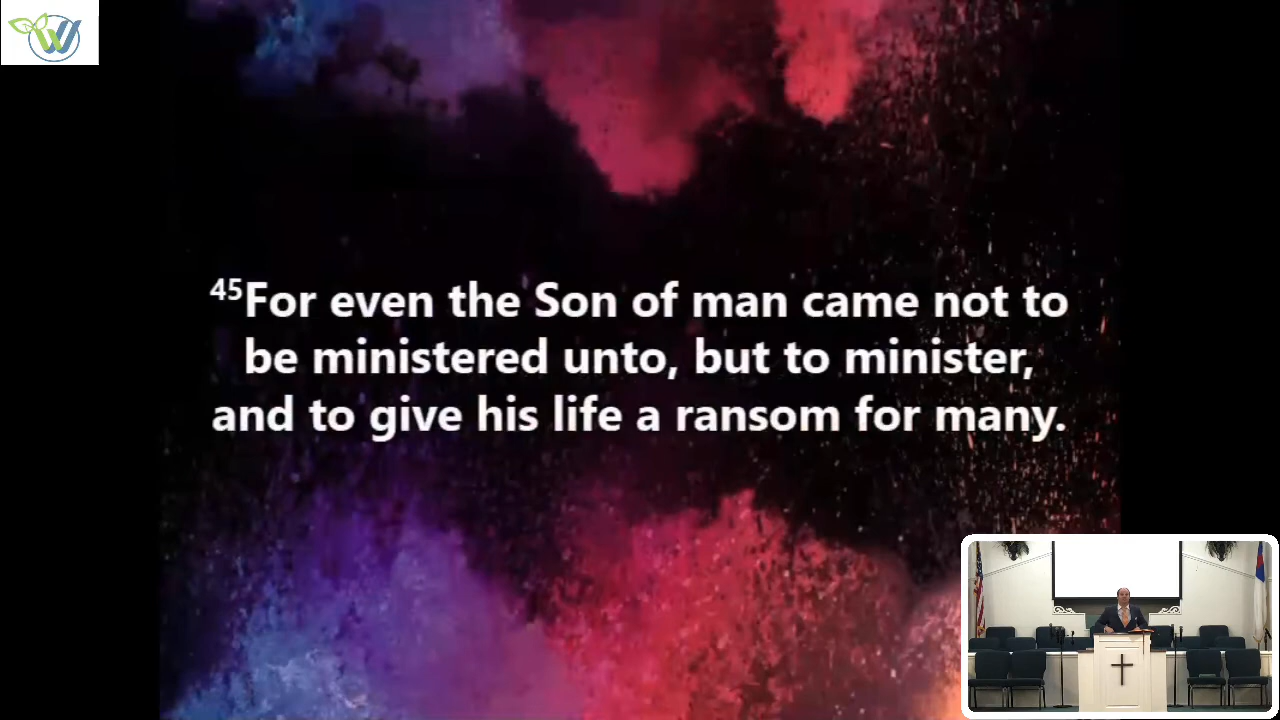 W
⁴⁵For even the Son of man came not to
be ministered unto, but to minister,
and to give his life a ransom for many.